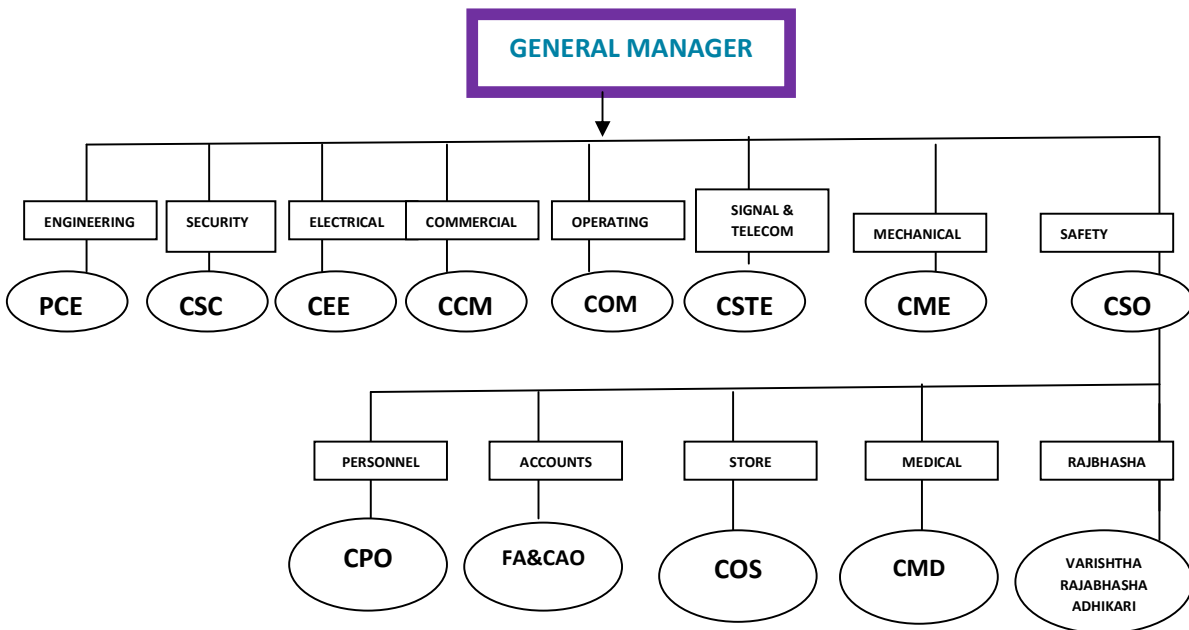 GENERAL MANAGER
ENGINEERING
SECURITY
ELECTRICAL
COMMERCIAL
OPERATING
SIGNAL &
TELECOM
MECHANICAL
SAFETY
PCE
CSC
CEE
CCM
COM
CSTE
CME
CSO
PERSONNEL
ACCOUNTS
STORE
MEDICAL
RAJBHASHA
CPO
FA&CAO
COS
CMD
VARISHTHA
RAJABHASHA
ADHIKARI